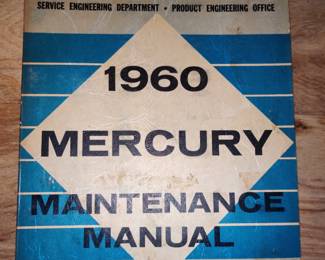 SERVICE ENGINEERING DEPARTMENT • PRODUCT ENGINEERING OFFICE
1960
MERCURY
MAINTENANCE
MANUAL